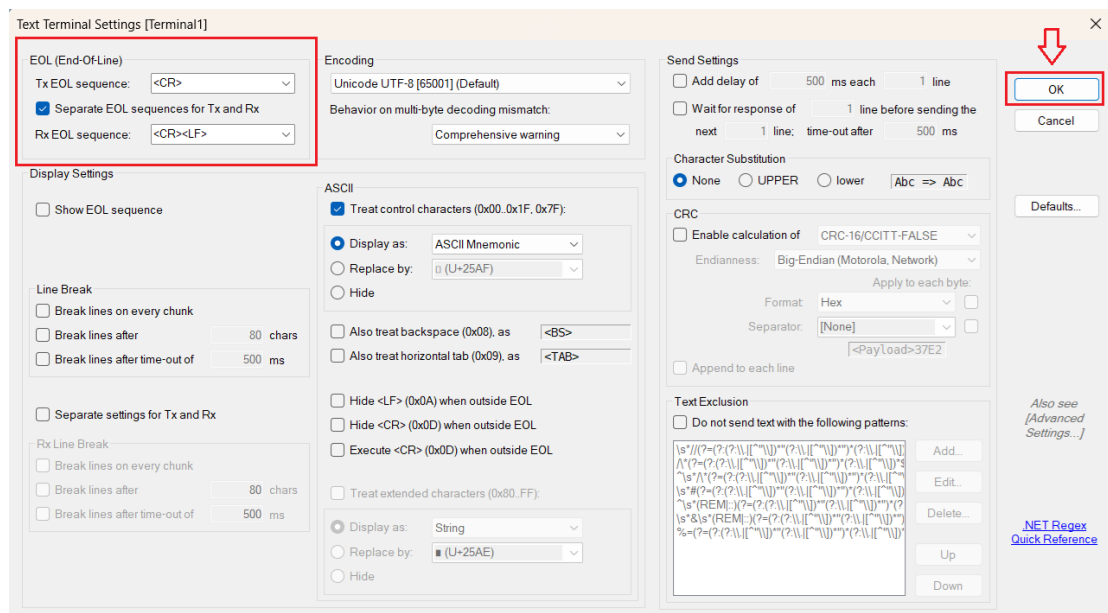 Text Terminal Settings [Terminal1]
EOL (End-Of-Line)
Tx EOL sequence: <CR>
Separate EOL sequences for Tx and Rx
Rx EOL sequence: <CR><LF>
Display Settings
Show EOL sequence
Line Break
Break lines on every chunk
Break lines after 80 chars
Break lines after time-out of 500 ms
Separate settings for Tx and Rx
Rx Line Break
Break lines on every chunk
Break lines after 80 chars
Break lines after time-out of 500 ms
Encoding
Unicode UTF-8 [65001] (Default)
Behavior on multi-byte decoding mismatch:
Comprehensive warning
ASCII
Treat control characters (0x00..0x1F, 0x7F):
Display as: ASCII Mnemonic
Replace by: ▯ (U+25AF)
Hide
Also treat backspace (0x08), as <BS>
Also treat horizontal tab (0x09), as <TAB>
Hide <LF> (0x0A) when outside EOL
Hide <CR> (0x0D) when outside EOL
Execute <CR> (0x0D) when outside EOL
Treat extended characters (0x80..FF):
Display as: String
Replace by: ▮ (U+25AE)
Hide
Send Settings
Add delay of 500 ms each 1 line
Wait for response of 1 line before sending the
next 1 line; time-out after 500 ms
Character Substitution
None UPPER lower Abc => Abc
CRC
Enable calculation of CRC-16/CCITT-FALSE
Endianness: Big-Endian (Motorola, Network)
Apply to each byte:
Format: Hex
Separator: [None]
<Payload>37E2
Append to each line
Text Exclusion
Do not send text with the following patterns:
Add...
Edit...
Delete...
Up
Down
OK
Cancel
Defaults...
Also see
[Advanced
Settings...]
.NET Regex
Quick Reference